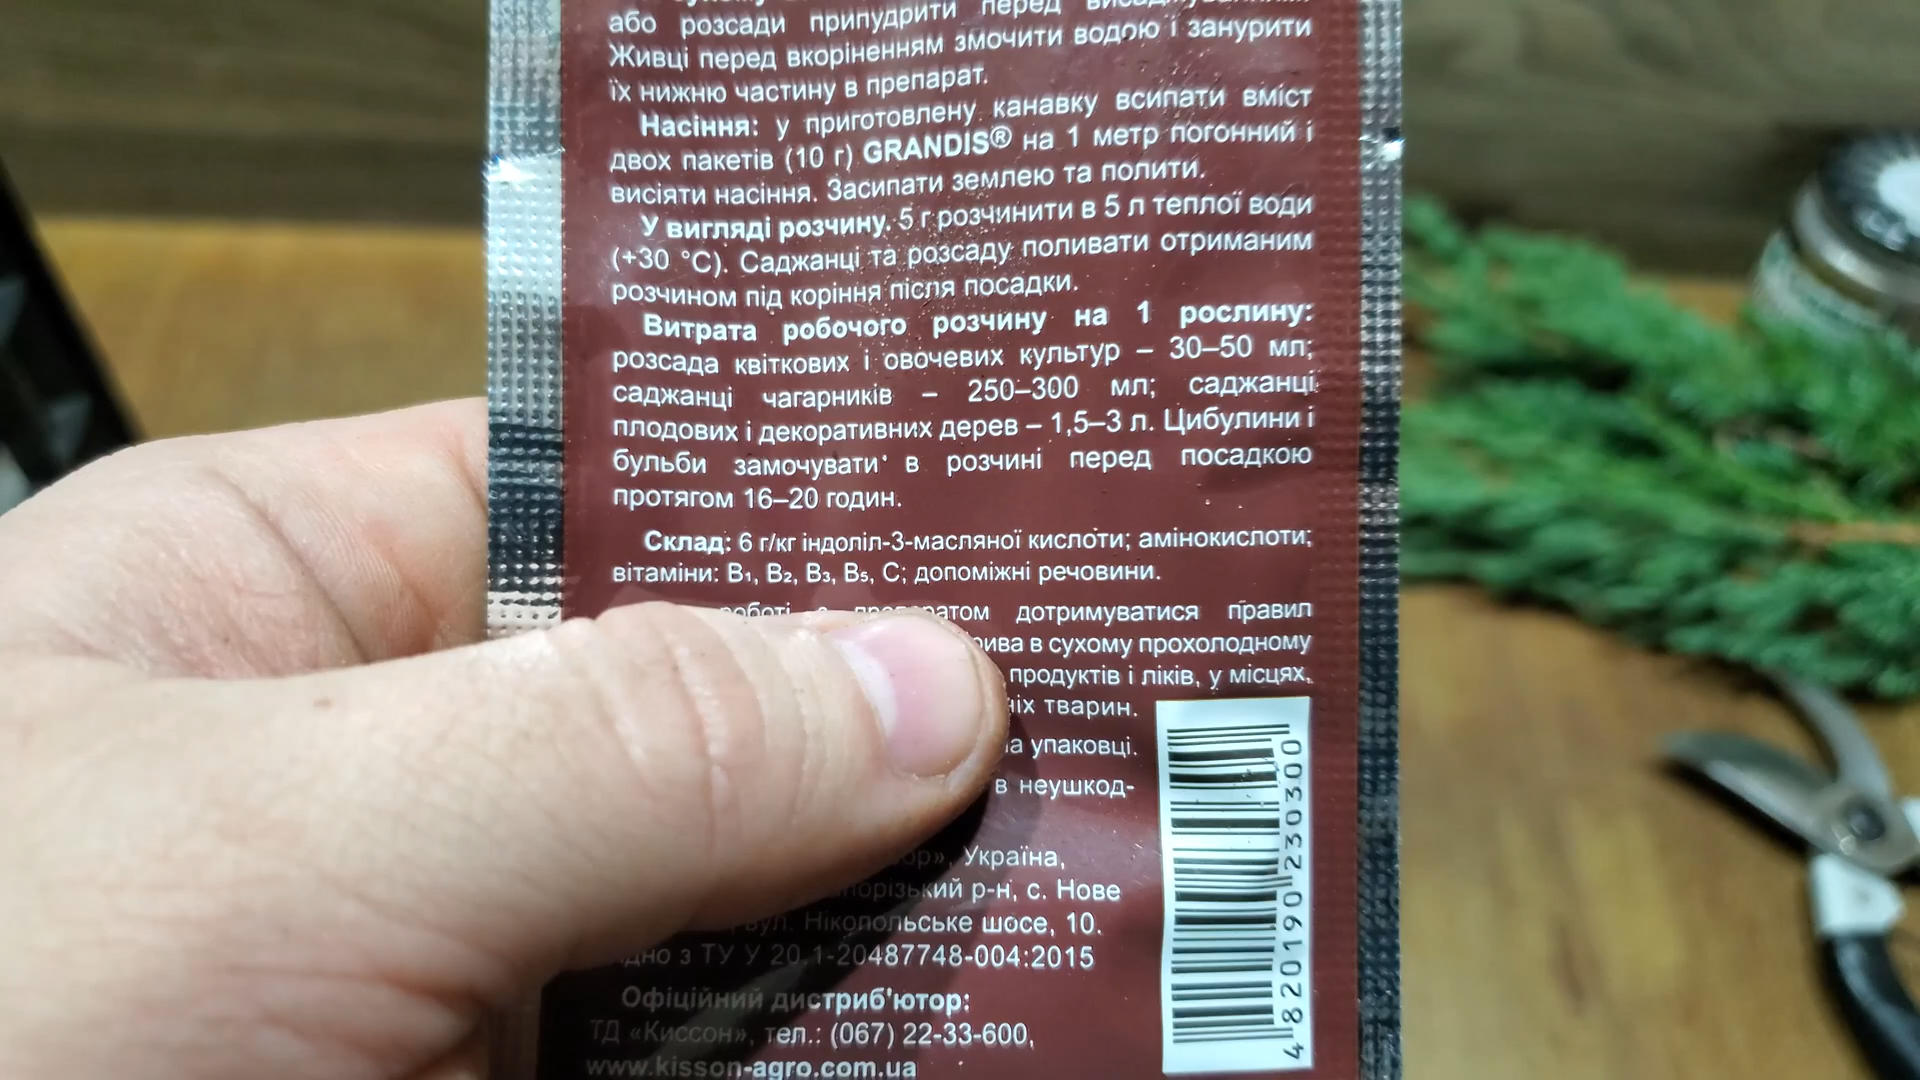 або розсади припудрити перед
Живці перед вкоріненням змочити водою і занурити
їх нижню частину в препарат.
Насіння: у приготовлену канавку всипати вміст
двох пакетів (10 г) GRANDIS® на 1 метр погонний і
висіяти насіння. Засипати землею та полити.
У вигляді розчину. 5 г розчинити в 5 л теплої води
(+30 °C). Саджанці та розсаду поливати отриманим
розчином під коріння після посадки.
Витрата робочого розчину на 1 рослину:
розсада квіткових і овочевих культур – 30–50 мл;
саджанці чагарників – 250–300 мл; саджанці
плодових і декоративних дерев – 1,5–3 л. Цибулини і
бульби замочувати в розчині перед посадкою
протягом 16–20 годин.
Склад: 6 г/кг індоліл-3-масляної кислоти; амінокислоти;
вітаміни: B₁, B₂, B₃, B₅, C; допоміжні речовини.
дотримуватися правил
в сухому прохолодному
продуктів і ліків, у місцях,
тварин.
упаковці.
в неушкод-
Україна,
р-н, с. Нове
вул. Нікопольське шосе, 10.
з ТУ У 20.1-20487748-004:2015
Офіційний дистриб'ютор:
ТД «Киссон», тел.: (067) 22-33-600,
www.kisson-agro.com.ua
4 820190 230300